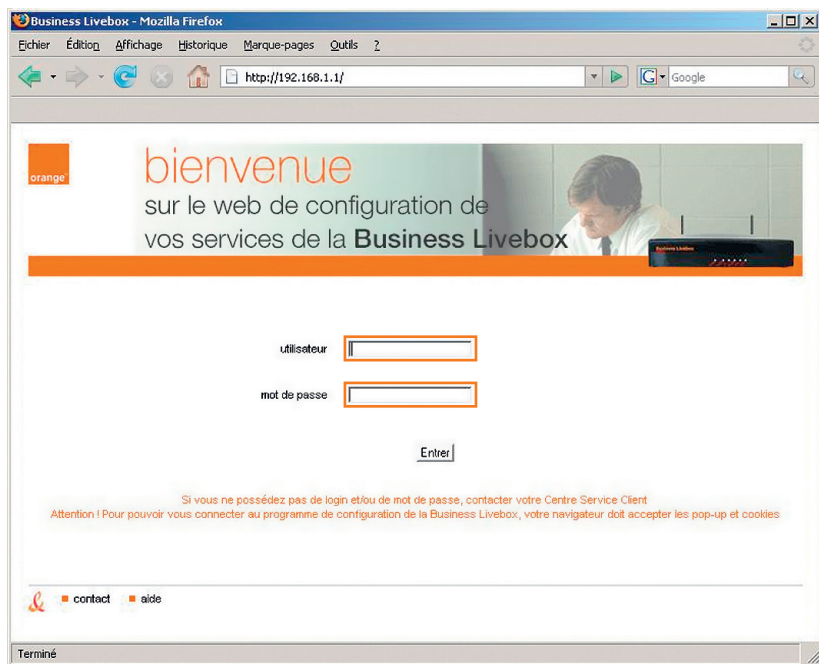 Business Livebox - Mozilla Firefox
Fichier Édition Affichage Historique Marque-pages Outils ?
http://192.168.1.1/
G Google
orange
bienvenue
sur le web de configuration de
vos services de la Business Livebox
Business Livebox
utilisateur
mot de passe
Entrer
Si vous ne possédez pas de login et/ou de mot de passe, contacter votre Centre Service Client
Attention ! Pour pouvoir vous connecter au programme de configuration de la Business Livebox, votre navigateur doit accepter les pop-up et cookies
& contact aide
Terminé